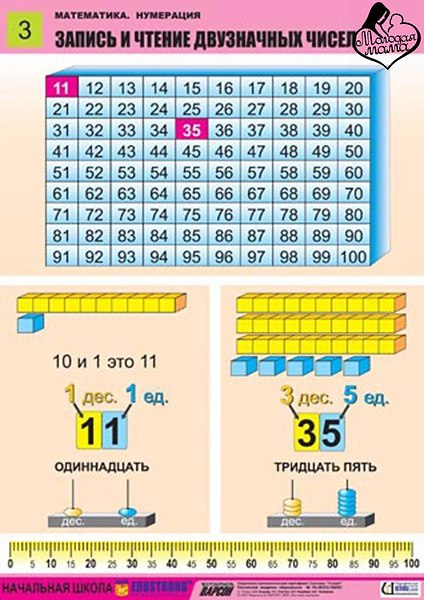 3
МАТЕМАТИКА. НУМЕРАЦИЯ
ЗАПИСЬ И ЧТЕНИЕ ДВУЗНАЧНЫХ ЧИСЕЛ
Молодая
мама
11 12 13 14 15 16 17 18 19 20
21 22 23 24 25 26 27 28 29 30
31 32 33 34 35 36 37 38 39 40
41 42 43 44 45 46 47 48 49 50
51 52 53 54 55 56 57 58 59 60
61 62 63 64 65 66 67 68 69 70
71 72 73 74 75 76 77 78 79 80
81 82 83 84 85 86 87 88 89 90
91 92 93 94 95 96 97 98 99 100
10 и 1 это 11
1 дес. 1 ед.
11
ОДИННАДЦАТЬ
дес. ед.
3 дес. 5 ед.
35
ТРИДЦАТЬ ПЯТЬ
дес. ед.
0 5 10 15 20 25 30 35 40 45 50 55 60 65 70 75 80 85 90 95 100
НАЧАЛЬНАЯ ШКОЛА
EDUSTRONG
ВАРСОН